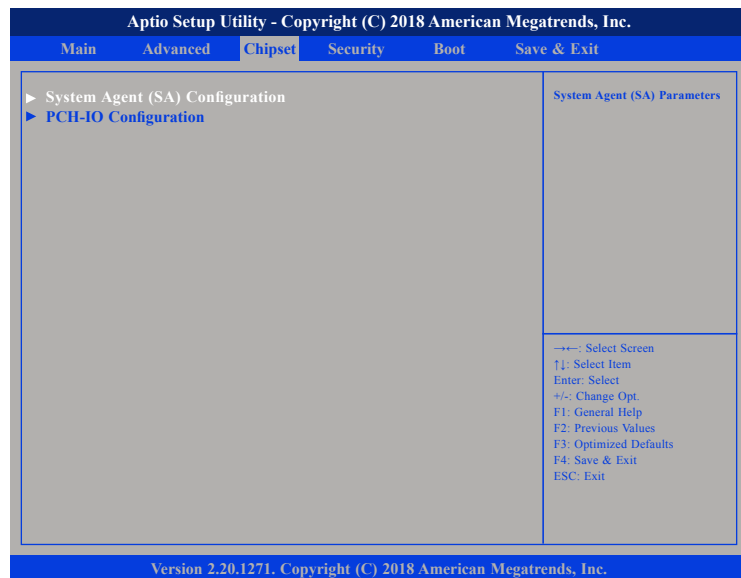 Aptio Setup Utility - Copyright (C) 2018 American Megatrends, Inc.
Main Advanced Chipset Security Boot Save & Exit
► System Agent (SA) Configuration
► PCH-IO Configuration
System Agent (SA) Parameters
→←: Select Screen
↑↓: Select Item
Enter: Select
+/-: Change Opt.
F1: General Help
F2: Previous Values
F3: Optimized Defaults
F4: Save & Exit
ESC: Exit
Version 2.20.1271. Copyright (C) 2018 American Megatrends, Inc.